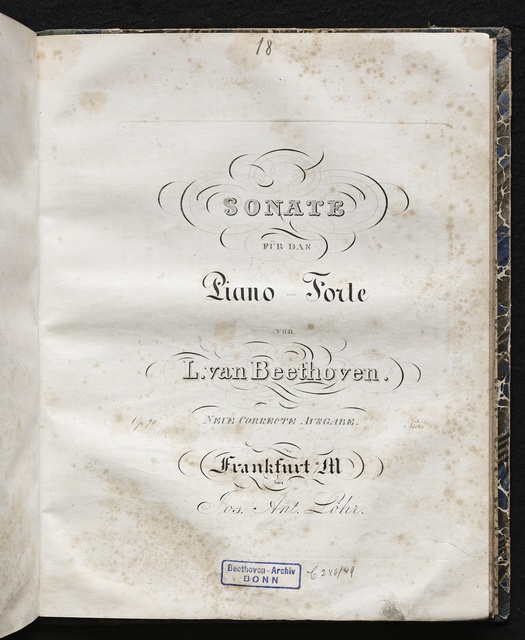 18
SONATE
FÜR DAS
Piano – Forte
von
L. van Beethoven.
NEUE CORRECTE AUSGABE.
Op.
Frankfurt /M
bei
Jos. Ant. Löhr.
Beethoven - Archiv
BONN